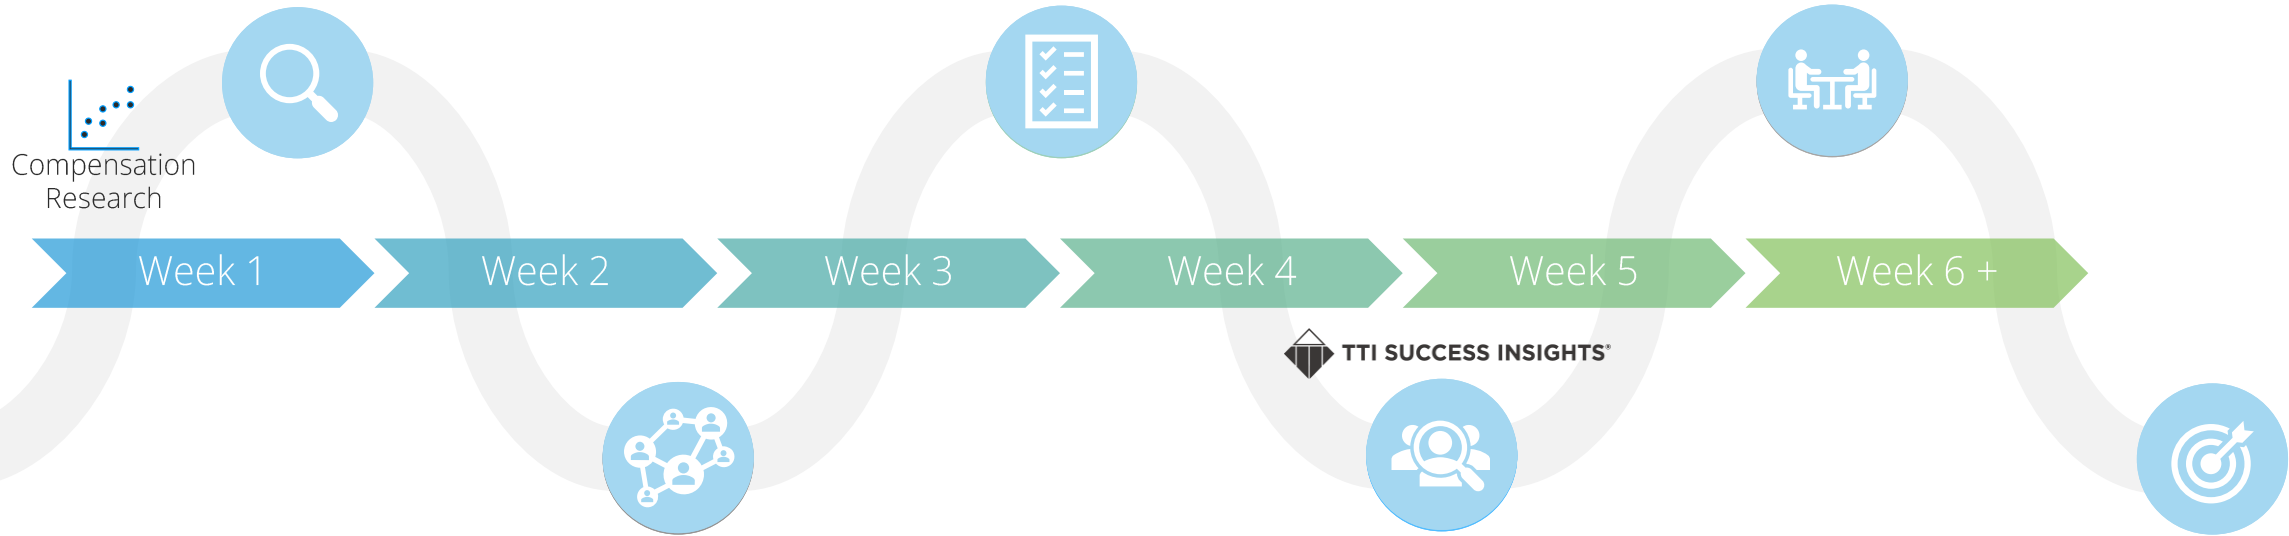 Compensation
Research
Week 1
Week 2
Week 3
Week 4
Week 5
Week 6 +
TTI SUCCESS INSIGHTS®